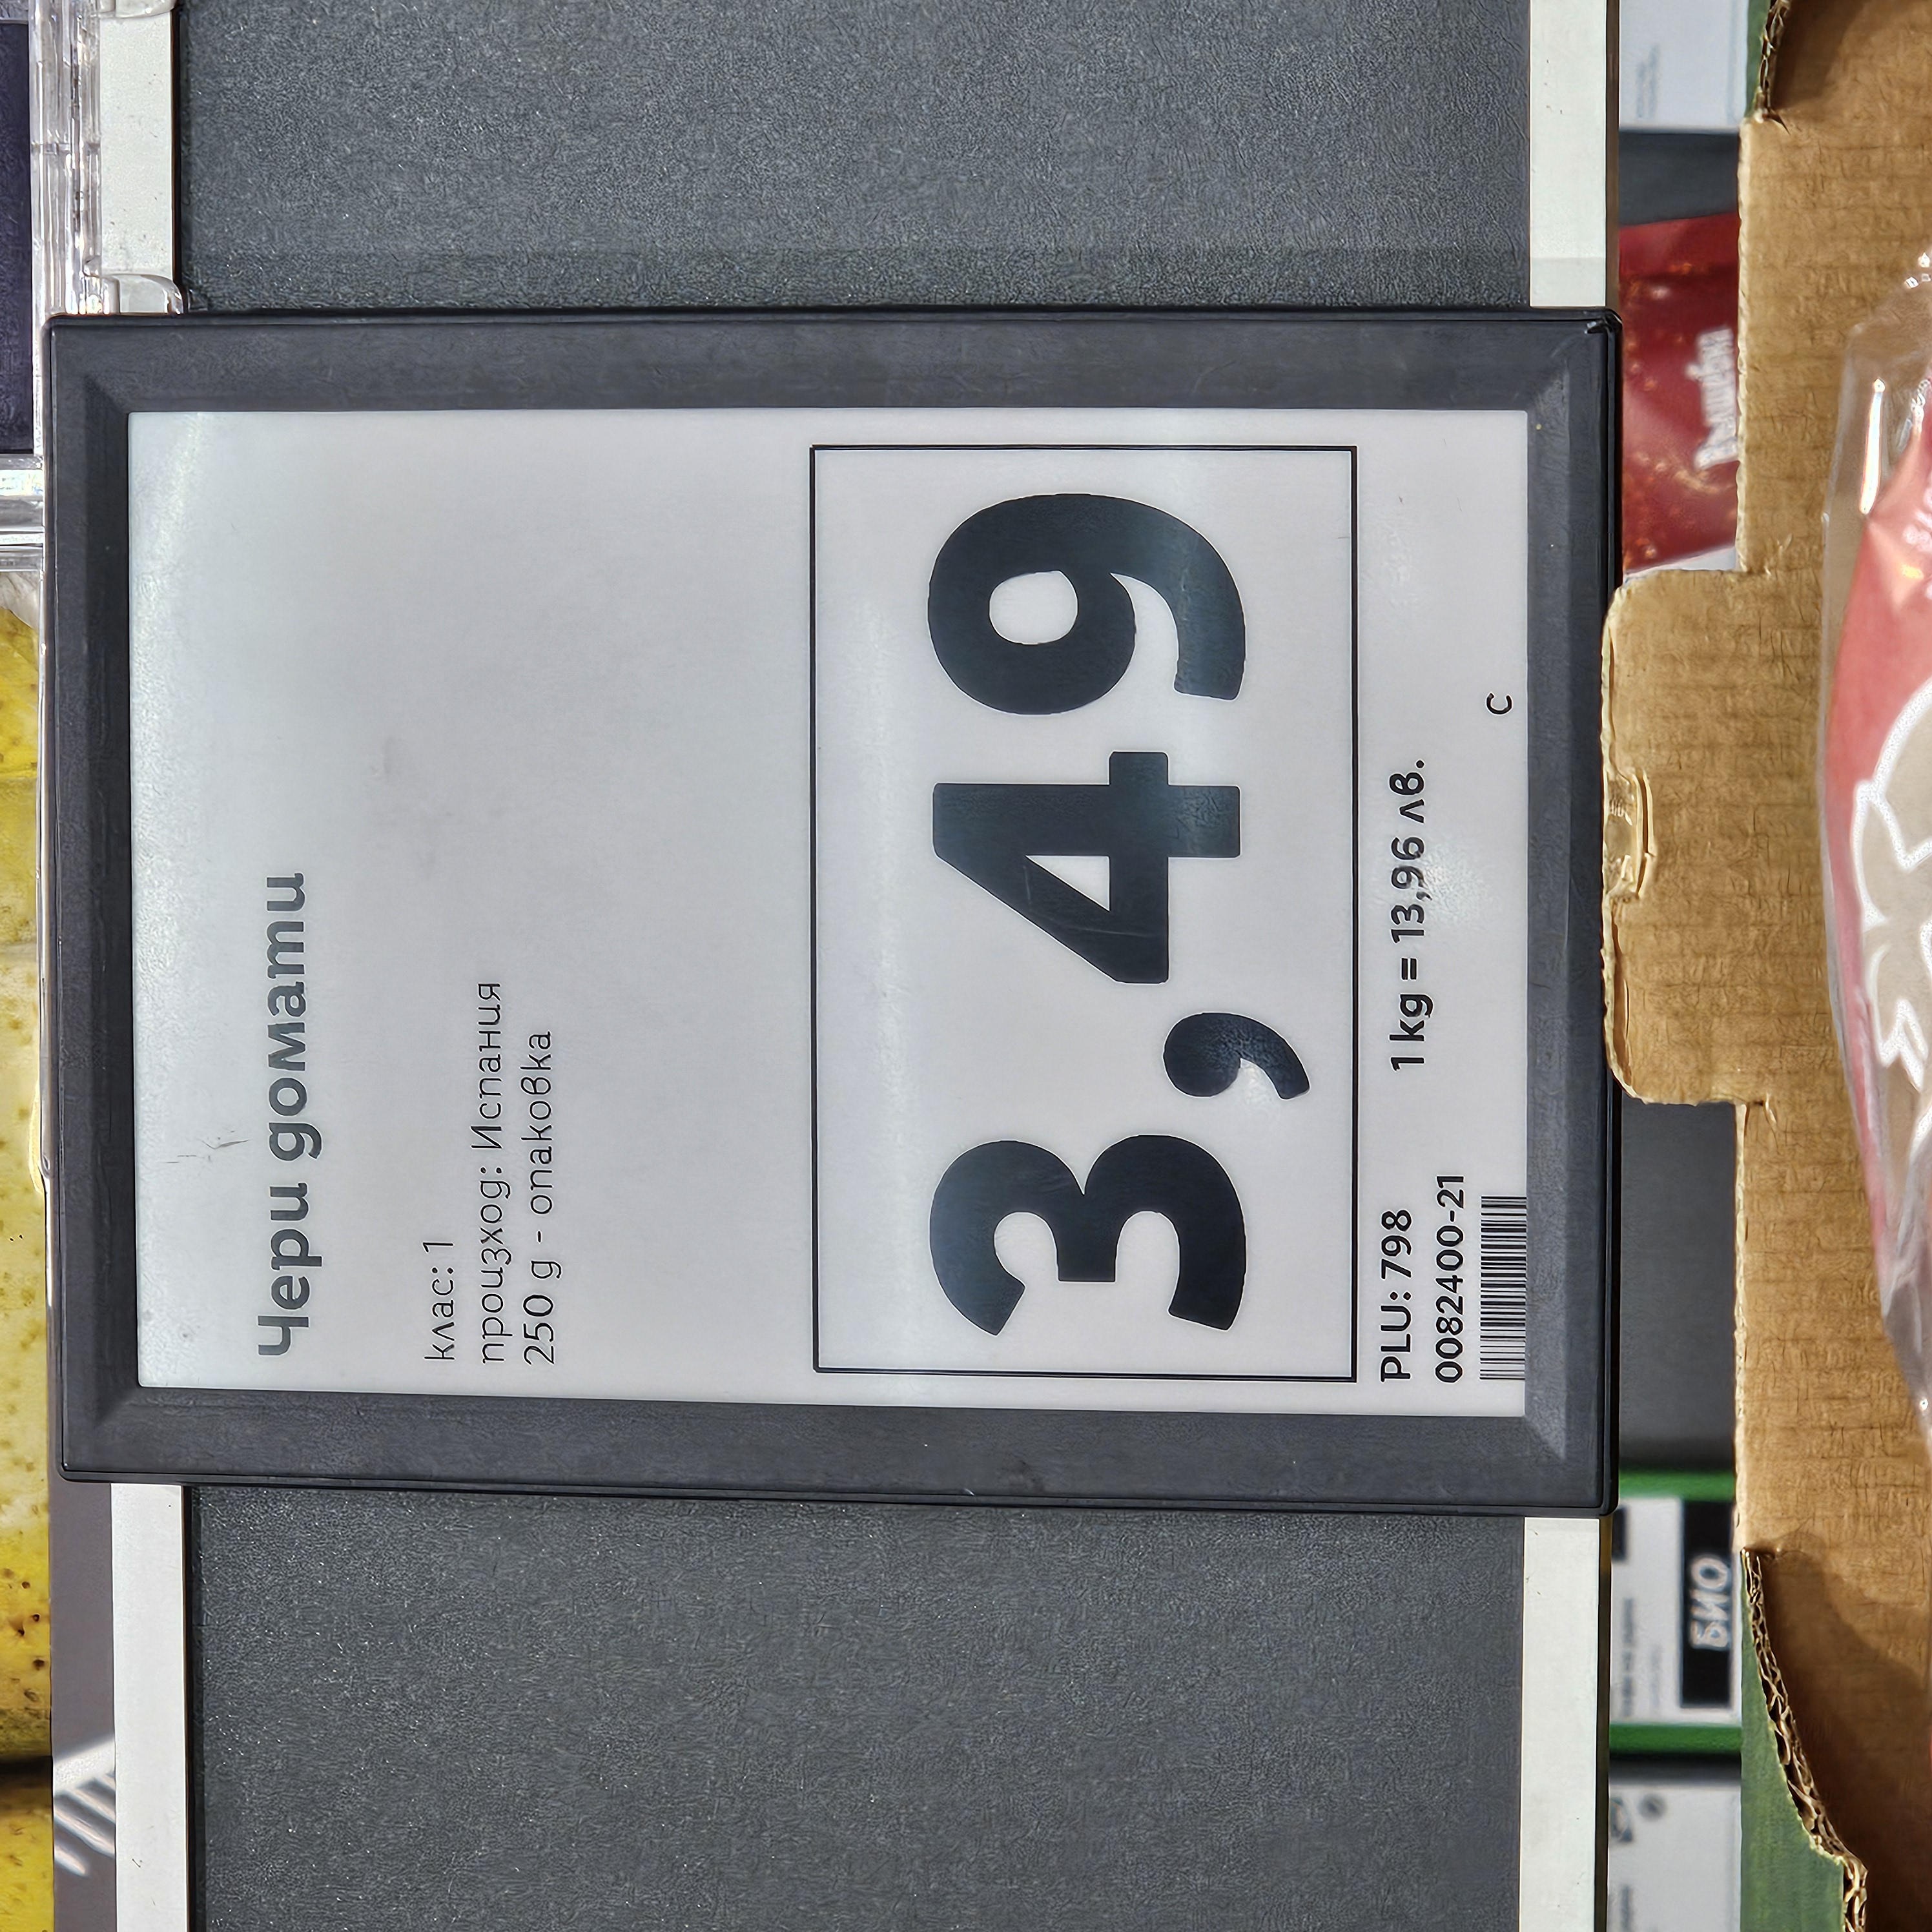 Чери домати
клас: 1
произход: Испания
250 g - опаковка
3,49
PLU: 798
1 kg = 13,96 лв.
0082400-21
C
БИО